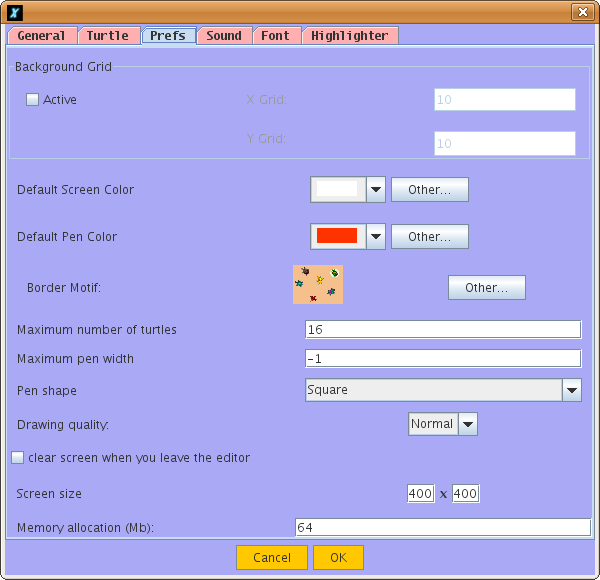 X
General Turtle Prefs Sound Font Highlighter
Background Grid
Active X Grid: 10
Y Grid: 10
Default Screen Color Other...
Default Pen Color Other...
Border Motif: Other...
Maximum number of turtles 16
Maximum pen width -1
Pen shape Square
Drawing quality: Normal
clear screen when you leave the editor
Screen size 400 x 400
Memory allocation (Mb): 64
Cancel OK